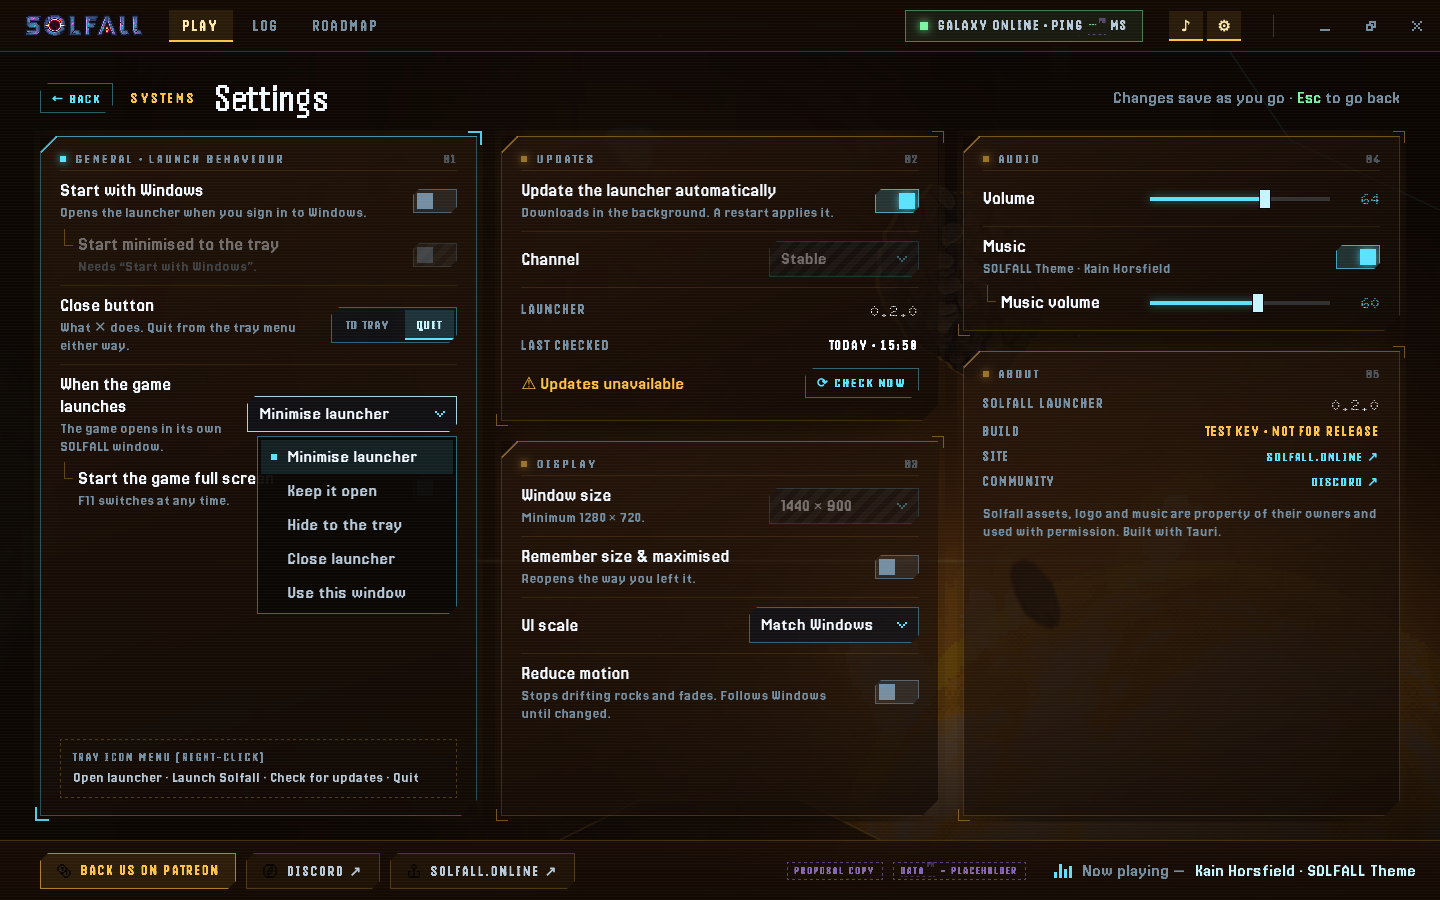 SOLFALL
PLAY
LOG
ROADMAP
GALAXY ONLINE · PING -- MS
← BACK
SYSTEMS
Settings
Changes save as you go · Esc to go back
GENERAL · LAUNCH BEHAVIOUR
01
Start with Windows
Opens the launcher when you sign in to Windows.
Start minimised to the tray
Needs “Start with Windows”.
Close button
What ✕ does. Quit from the tray menu
either way.
TO TRAY
QUIT
When the game
launches
The game opens in its own
SOLFALL window.
Minimise launcher
Minimise launcher
Keep it open
Hide to the tray
Close launcher
Use this window
Start the game full scre
F11 switches at any time.
TRAY ICON MENU (RIGHT-CLICK)
Open launcher · Launch Solfall · Check for updates · Quit
UPDATES
02
Update the launcher automatically
Downloads in the background. A restart applies it.
Channel
Stable
LAUNCHER
0.2.0
LAST CHECKED
TODAY · 15:58
⚠ Updates unavailable
⟳ CHECK NOW
DISPLAY
03
Window size
Minimum 1280 × 720.
1440 × 900
Remember size & maximised
Reopens the way you left it.
UI scale
Match Windows
Reduce motion
Stops drifting rocks and fades. Follows Windows
until changed.
AUDIO
04
Volume
64
Music
SOLFALL Theme · Kain Horsfield
Music volume
60
ABOUT
05
SOLFALL LAUNCHER
0.2.0
BUILD
TEST KEY · NOT FOR RELEASE
SITE
SOLFALL.ONLINE ↗
COMMUNITY
DISCORD ↗
Solfall assets, logo and music are property of their owners and
used with permission. Built with Tauri.
BACK US ON PATREON
DISCORD ↗
SOLFALL.ONLINE ↗
PROPOSAL COPY
DATA - PLACEHOLDER
Now playing — Kain Horsfield · SOLFALL Theme